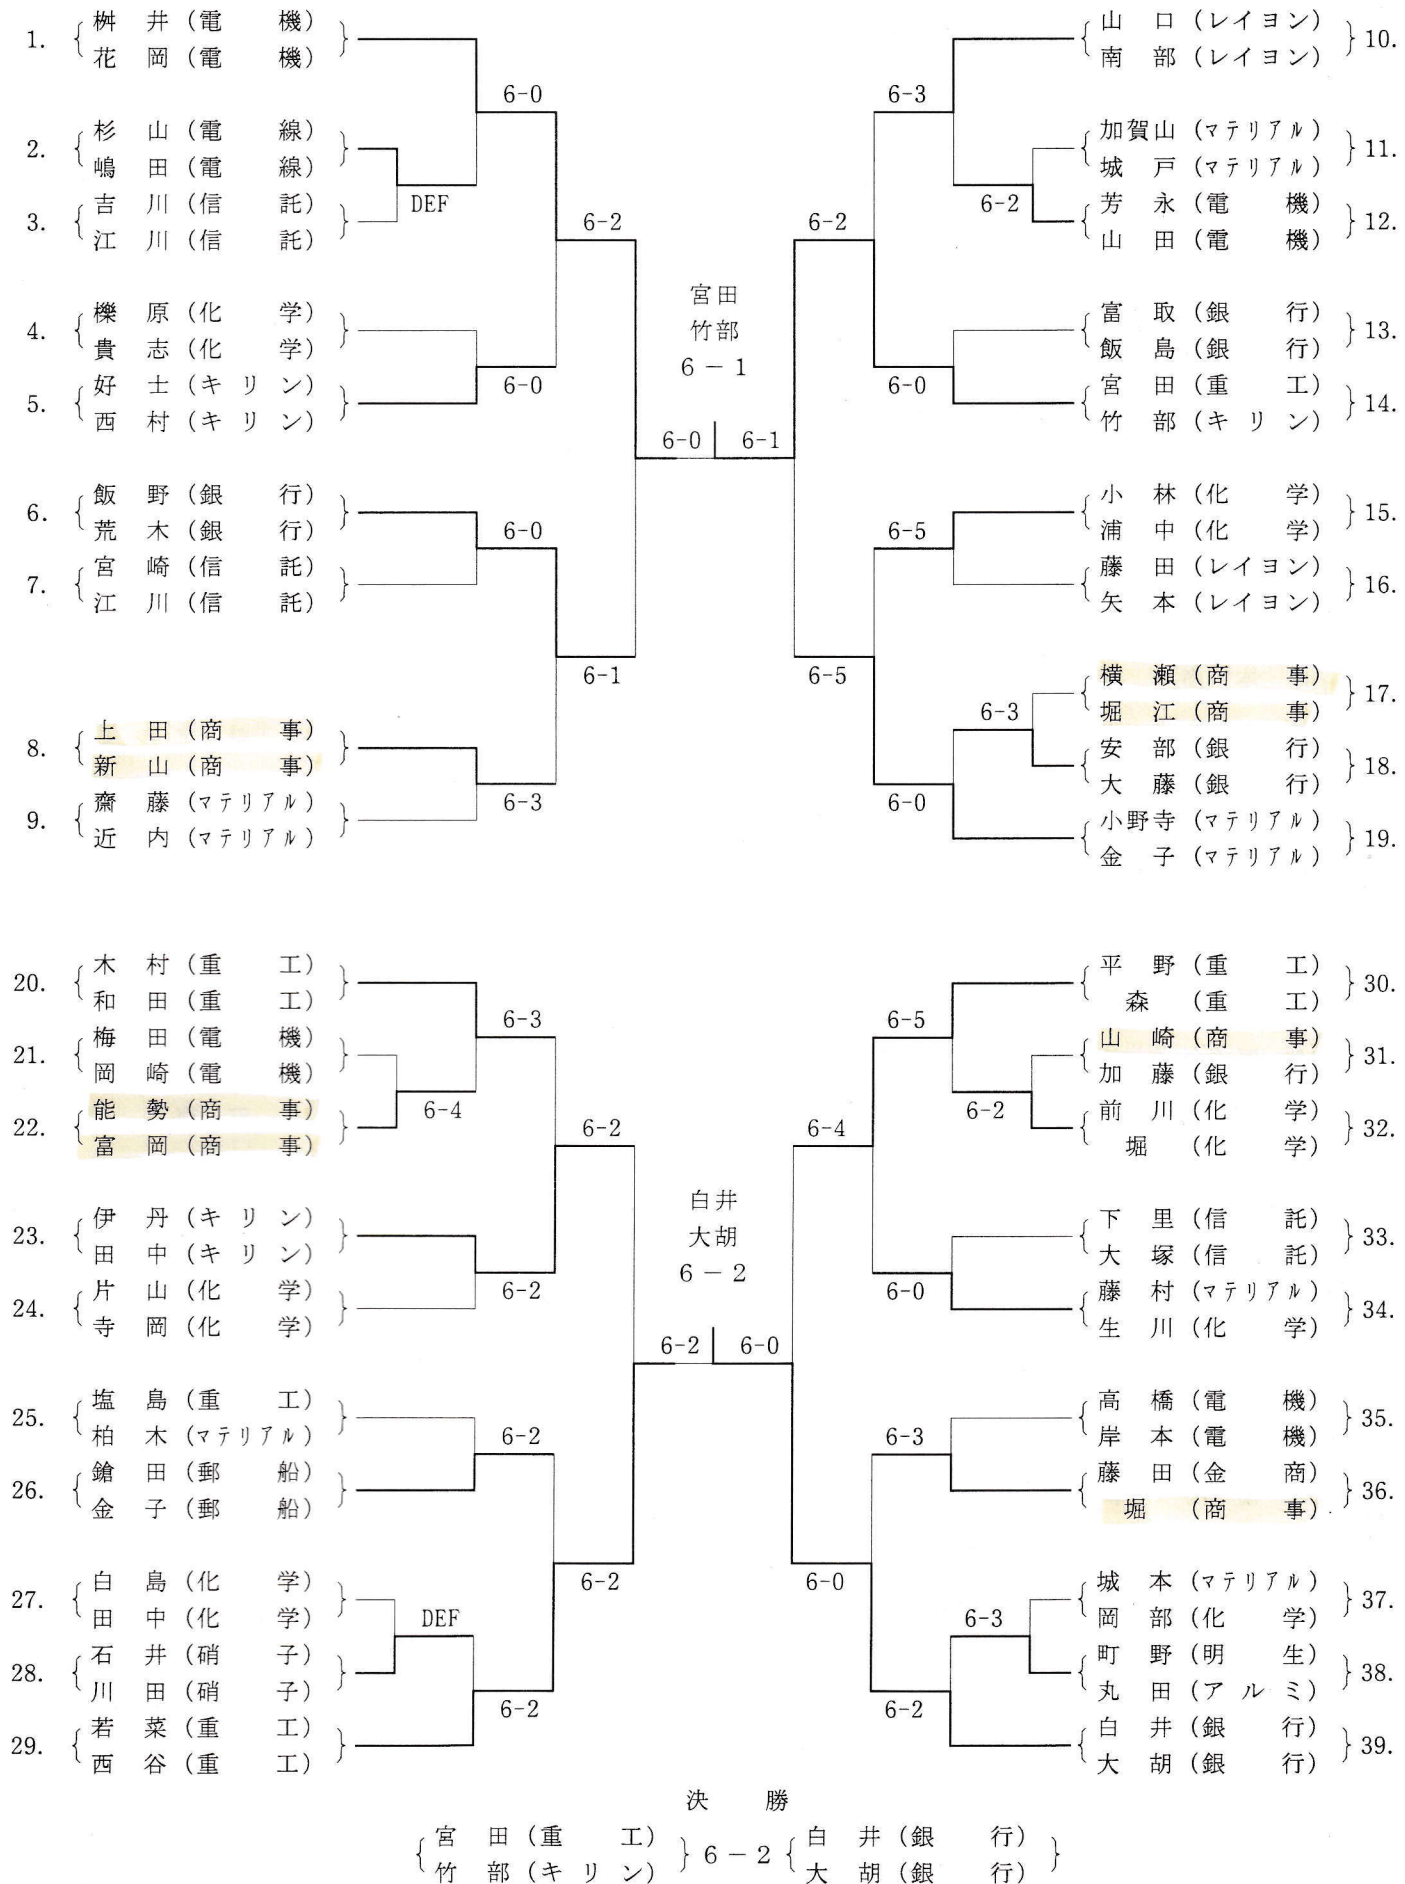 1. 桝井(電機)
花岡(電機)
6-0
2. 杉山(電線)
嶋田(電線)
DEF
3. 吉川(信託)
江川(信託)
6-2
4. 櫟原(化学)
貴志(化学)
6-0
5. 好士(キリン)
西村(キリン)
6-0
6. 飯野(銀行)
荒木(銀行)
6-0
7. 宮崎(信託)
江川(信託)
6-1
8. 上田(商事)
新山(商事)
6-3
9. 齋藤(マテリアル)
近内(マテリアル)
宮田
竹部
6-1
山口(レイヨン) 10.
南部(レイヨン)
6-3
加賀山(マテリアル) 11.
城戸(マテリアル)
6-2
芳永(電機) 12.
山田(電機)
6-2
富取(銀行) 13.
飯島(銀行)
6-0
宮田(重工) 14.
竹部(キリン)
6-1
小林(化学) 15.
浦中(化学)
6-5
藤田(レイヨン) 16.
矢本(レイヨン)
6-5
横瀬(商事) 17.
堀江(商事)
6-3
安部(銀行) 18.
大藤(銀行)
6-0
小野寺(マテリアル) 19.
金子(マテリアル)
20. 木村(重工)
和田(重工)
6-3
21. 梅田(電機)
岡崎(電機)
6-4
22. 能勢(商事)
富岡(商事)
6-2
23. 伊丹(キリン)
田中(キリン)
6-2
24. 片山(化学)
寺岡(化学)
6-2
25. 塩島(重工)
柏木(マテリアル)
6-2
26. 鎗田(郵船)
金子(郵船)
6-2
27. 白島(化学)
田中(化学)
DEF
28. 石井(硝子)
川田(硝子)
6-2
29. 若菜(重工)
西谷(重工)
白井
大胡
6-2
平野(重工) 30.
森(重工)
6-5
山崎(商事) 31.
加藤(銀行)
6-2
前川(化学) 32.
堀(化学)
6-4
下里(信託) 33.
大塚(信託)
6-0
藤村(マテリアル) 34.
生川(化学)
6-0
高橋(電機) 35.
岸本(電機)
6-3
藤田(金商) 36.
堀(商事)
6-0
城本(マテリアル) 37.
岡部(化学)
6-3
町野(明生) 38.
丸田(アルミ)
6-2
白井(銀行) 39.
大胡(銀行)
決勝
宮田(重工) 6-2 白井(銀行)
竹部(キリン) 大胡(銀行)